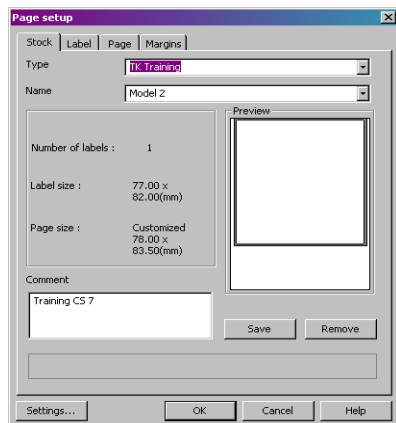 Page setup
Stock Label Page Margins
Type TK Training
Name Model 2
Preview
Number of labels : 1
Label size : 77.00 x
82.00(mm)
Page size : Customized
78.00 x
83.50(mm)
Comment
Training CS 7
Save Remove
Settings... OK Cancel Help